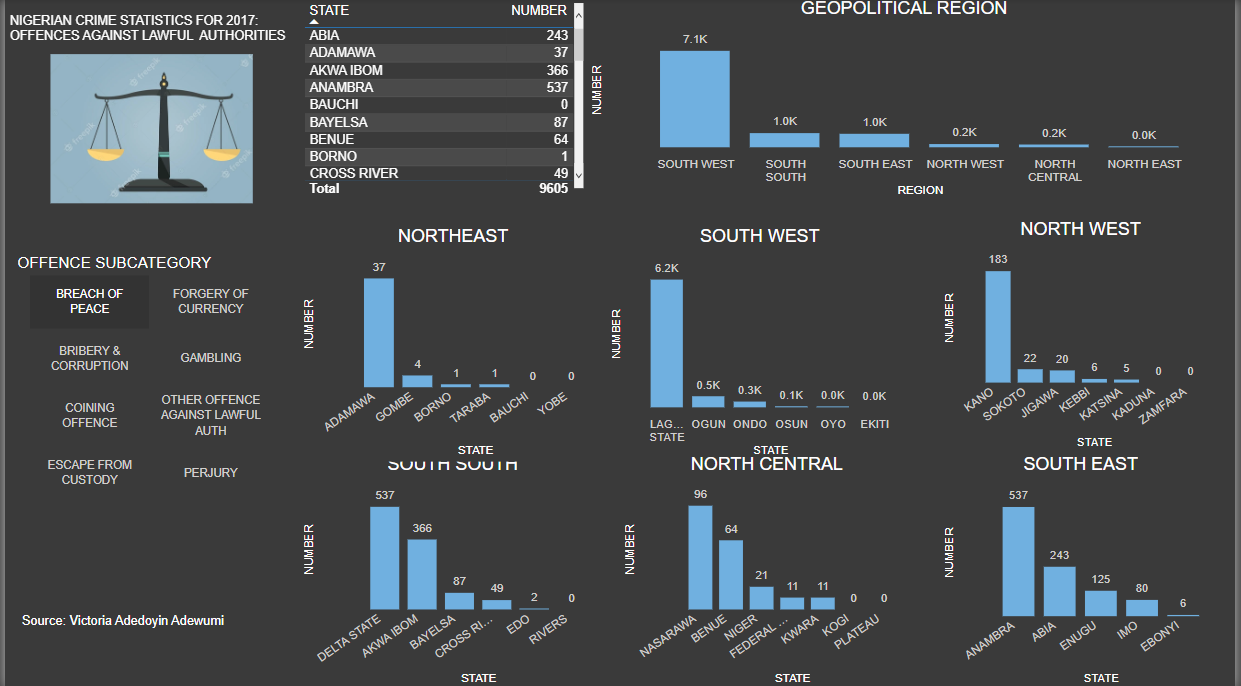 NIGERIAN CRIME STATISTICS FOR 2017:
OFFENCES AGAINST LAWFUL AUTHORITIES
freepik
STATE NUMBER
ABIA 243
ADAMAWA 37
AKWA IBOM 366
ANAMBRA 537
BAUCHI 0
BAYELSA 87
BENUE 64
BORNO 1
CROSS RIVER 49
Total 9605
GEOPOLITICAL REGION
NUMBER
7.1K 1.0K 1.0K 0.2K 0.2K 0.0K
SOUTH WEST SOUTH SOUTH EAST NORTH WEST NORTH NORTH EAST
SOUTH CENTRAL
REGION
OFFENCE SUBCATEGORY
BREACH OF
PEACE
FORGERY OF
CURRENCY
BRIBERY &
CORRUPTION
GAMBLING
COINING
OFFENCE
OTHER OFFENCE
AGAINST LAWFUL
AUTH
ESCAPE FROM
CUSTODY
PERJURY
Source: Victoria Adedoyin Adewumi
NORTHEAST
NUMBER
37 4 1 1 0 0
ADAMAWA GOMBE BORNO TARABA BAUCHI YOBE
STATE
SOUTH WEST
NUMBER
6.2K 0.5K 0.3K 0.1K 0.0K 0.0K
LAG... OGUN ONDO OSUN OYO EKITI
STATE
STATE
NORTH WEST
NUMBER
183 22 20 6 5 0 0
KANO SOKOTO JIGAWA KEBBI KATSINA KADUNA ZAMFARA
STATE
SOUTH SOUTH
NUMBER
537 366 87 49 2 0
DELTA STATE AKWA IBOM BAYELSA CROSS RI... EDO RIVERS
STATE
NORTH CENTRAL
NUMBER
96 64 21 11 11 0 0
NASARAWA BENUE NIGER FEDERAL ... KWARA KOGI PLATEAU
STATE
SOUTH EAST
NUMBER
537 243 125 80 6
ANAMBRA ABIA ENUGU IMO EBONYI
STATE